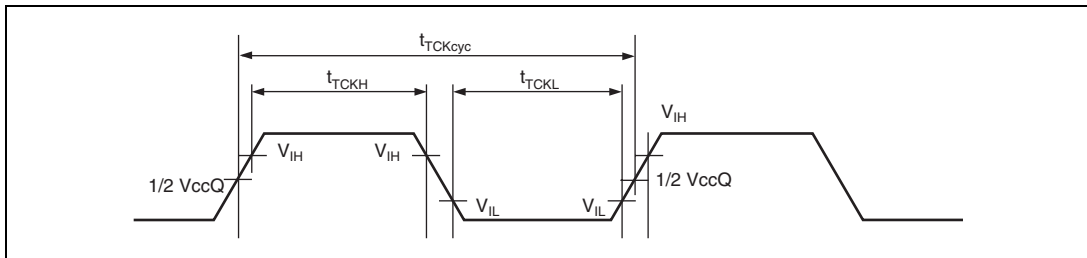 tTCKcyc
tTCKH
tTCKL
VIH
VIH
VIH
1/2 VccQ
1/2 VccQ
VIL
VIL